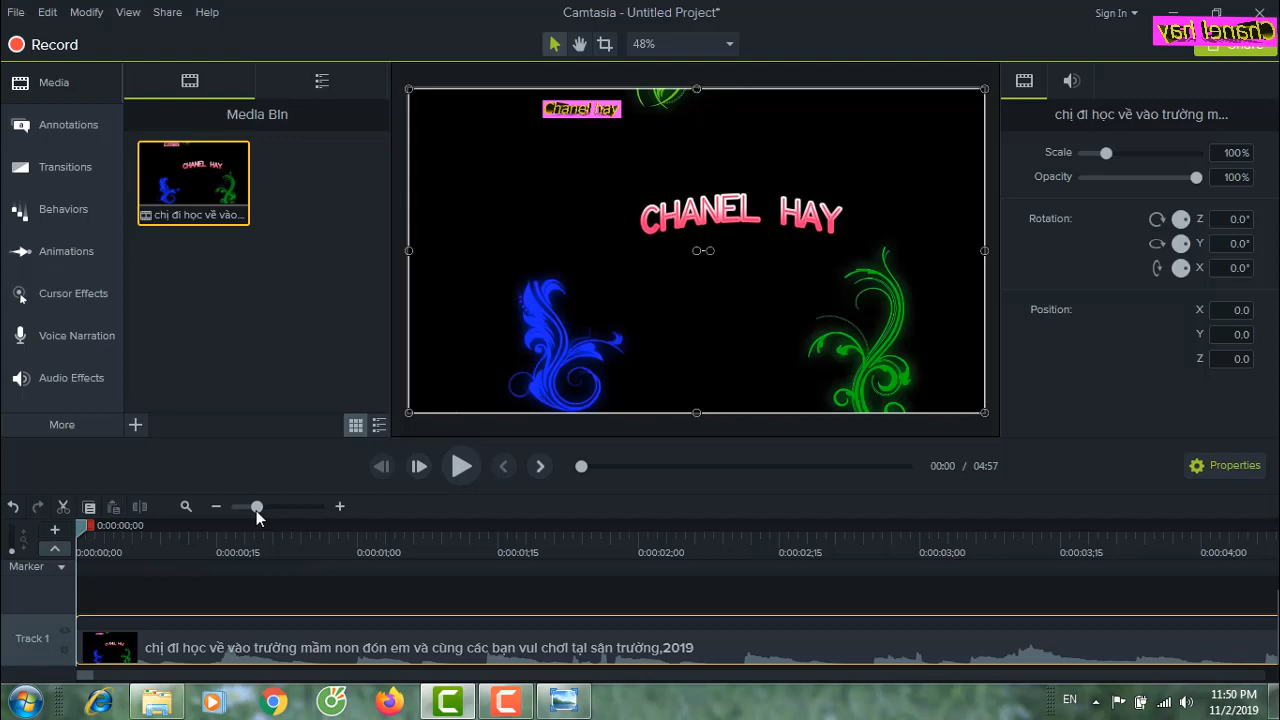 File Edit Modify View Share Help
Camtasia - Untitled Project*
Sign In
Chanel hay
Record
48%
Share
Media
Media Bin
Annotations
Transitions
Behaviors
Animations
Cursor Effects
Voice Narration
Audio Effects
More
CHANEL HAY
chị đi học về vào...
Chanel hay
CHANEL HAY
chị đi học về vào trường m...
Scale 100%
Opacity 100%
Rotation: Z 0.0°
Y 0.0°
X 0.0°
Position: X 0.0
Y 0.0
Z 0.0
00:00 / 04:57
Properties
0:00:00;00
0:00:00;00 0:00:00;15 0:00:01;00 0:00:01;15 0:00:02;00 0:00:02;15 0:00:03;00 0:00:03;15 0:00:04;00
Marker
Track 1
chị đi học về vào trường mầm non đón em và cùng các bạn vui chơi tại sân trường,2019
EN
11:50 PM
11/2/2019